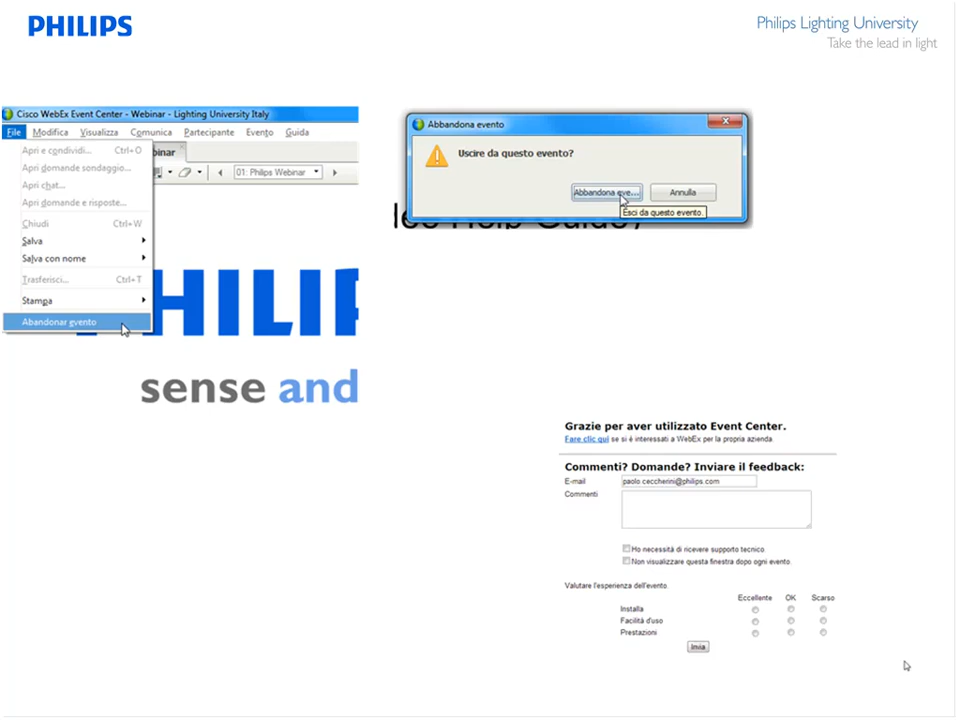 PHILIPS
Philips Lighting University
Take the lead in light
Cisco WebEx Event Center - Webinar - Lighting University Italy
File Modifica Visualizza Comunica Partecipante Evento Guida
Apri e condividi... Ctrl+O
Apri domande sondaggio...
Apri chat...
Apri domande e risposte...
Chiudi Ctrl+W
Salva
Salva con nome
Trasferisci... Ctrl+T
Stampa
Abandonar evento
binar
01: Philips Webinar
HILIP
sense and
Abbandona evento
Uscire da questo evento?
Abbandona eve... Annulla
Esci da questo evento.
Help Guide?
Grazie per aver utilizzato Event Center.
Fare clic qui se si è interessati a WebEx per la propria azienda.
Commenti? Domande? Inviare il feedback:
E-mail paolo.ceccherini@philips.com
Commenti
Ho necessità di ricevere supporto tecnico.
Non visualizzare questa finestra dopo ogni evento.
Valutare l'esperienza dell'evento.
Eccellente OK Scarso
Installa
Facilità d'uso
Prestazioni
Invia